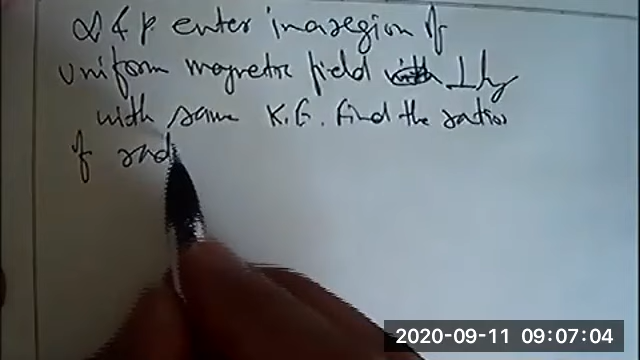 α & p enter in a region of
uniform magnetic field ⊥ly
with same K.E. Find the ratios
of rad
2020-09-11 09:07:04